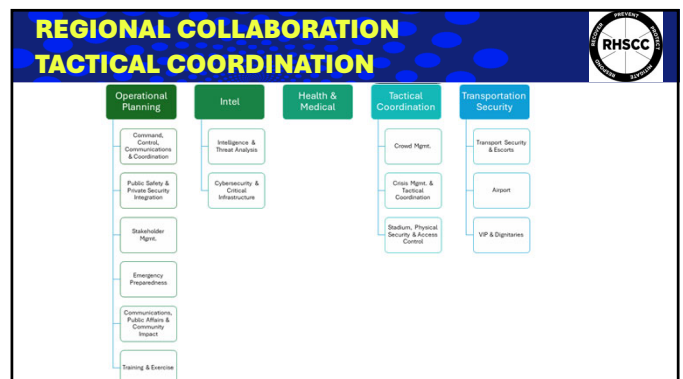 REGIONAL COLLABORATION
TACTICAL COORDINATION
PREVENT
PROTECT
MITIGATE
RESPOND
RECOVER
RHSCC
Operational
Planning
Command,
Control,
Communications
& Coordination
Public Safety &
Private Security
Integration
Stakeholder
Mgmt.
Emergency
Preparedness
Communications,
Public Affairs &
Community
Impact
Training & Exercise
Intel
Intelligence &
Threat Analysis
Cybersecurity &
Critical
Infrastructure
Health &
Medical
Tactical
Coordination
Crowd Mgmt.
Crisis Mgmt. &
Tactical
Coordination
Stadium, Physical
Security & Access
Control
Transportation
Security
Transport Security
& Escorts
Airport
VIP & Dignitaries